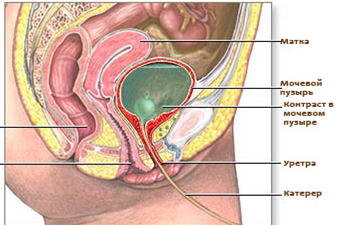 Матка
Мочевой
пузырь
Контраст в
мочевом
пузыре
Уретра
Катерер